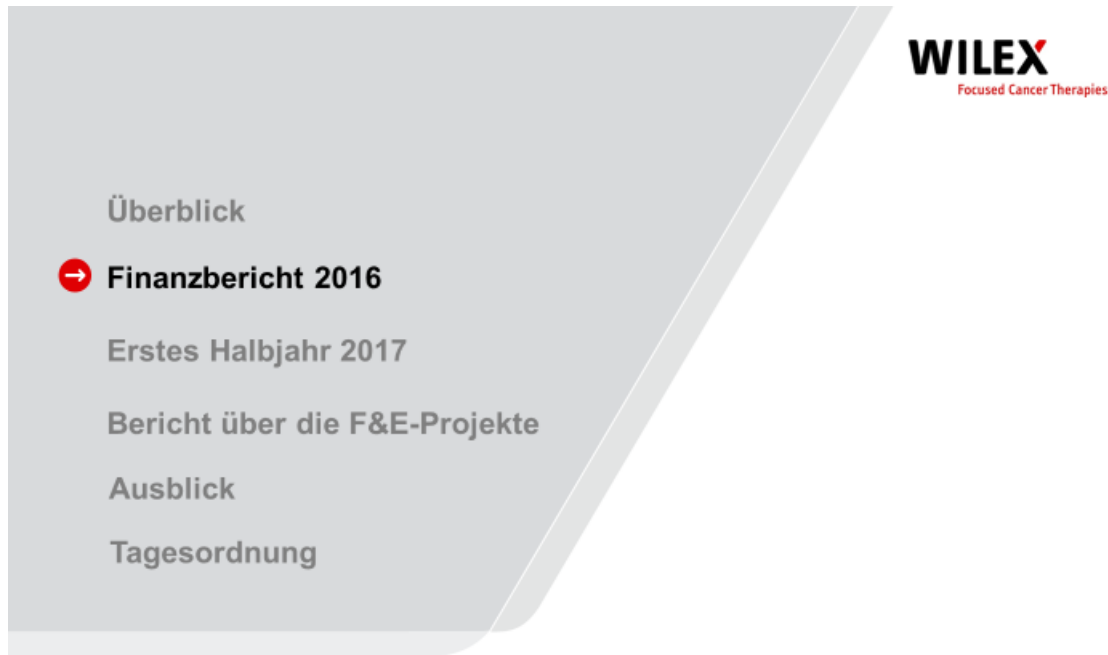 WILEX
Focused Cancer Therapies
Überblick
Finanzbericht 2016
Erstes Halbjahr 2017
Bericht über die F&E-Projekte
Ausblick
Tagesordnung